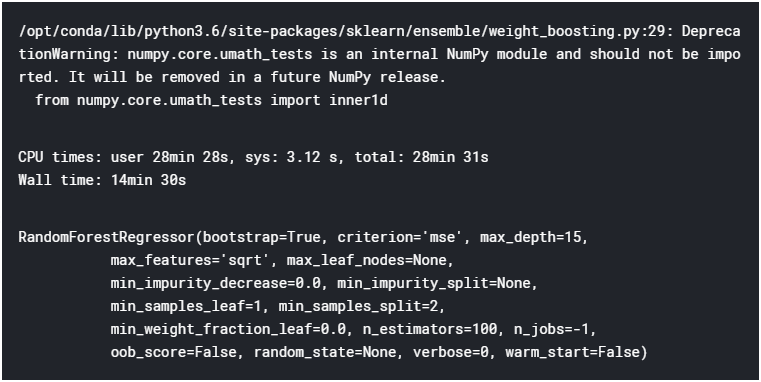 /opt/conda/lib/python3.6/site-packages/sklearn/ensemble/weight_boosting.py:29: Depreca
tionWarning: numpy.core.umath_tests is an internal NumPy module and should not be impo
rted. It will be removed in a future NumPy release.
  from numpy.core.umath_tests import inner1d
CPU times: user 28min 28s, sys: 3.12 s, total: 28min 31s
Wall time: 14min 30s
RandomForestRegressor(bootstrap=True, criterion='mse', max_depth=15,
           max_features='sqrt', max_leaf_nodes=None,
           min_impurity_decrease=0.0, min_impurity_split=None,
           min_samples_leaf=1, min_samples_split=2,
           min_weight_fraction_leaf=0.0, n_estimators=100, n_jobs=-1,
           oob_score=False, random_state=None, verbose=0, warm_start=False)